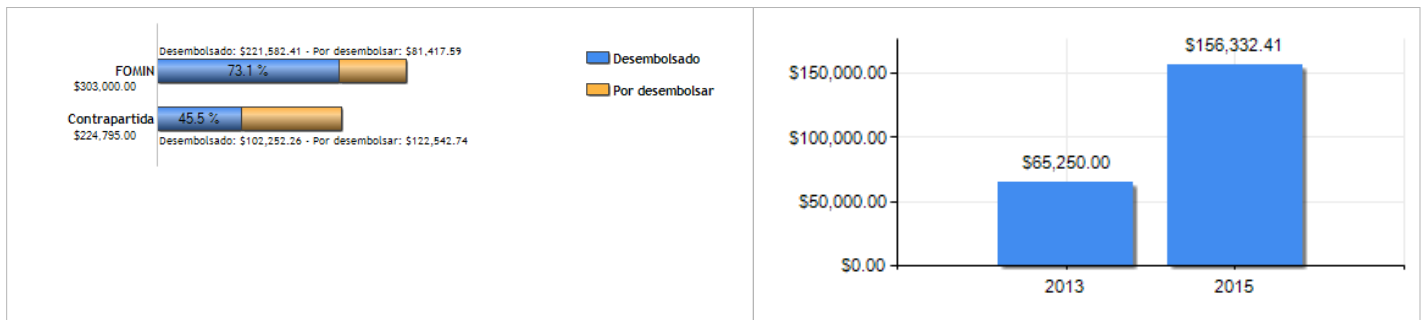 Desembolsado: $221,582.41 - Por desembolsar: $81,417.59
FOMIN
73.1 %
$303,000.00
Contrapartida
45.5 %
$224,795.00
Desembolsado: $102,252.26 - Por desembolsar: $122,542.74
Desembolsado
Por desembolsar
$156,332.41
$150,000.00
$100,000.00
$65,250.00
$50,000.00
$0.00
2013
2015